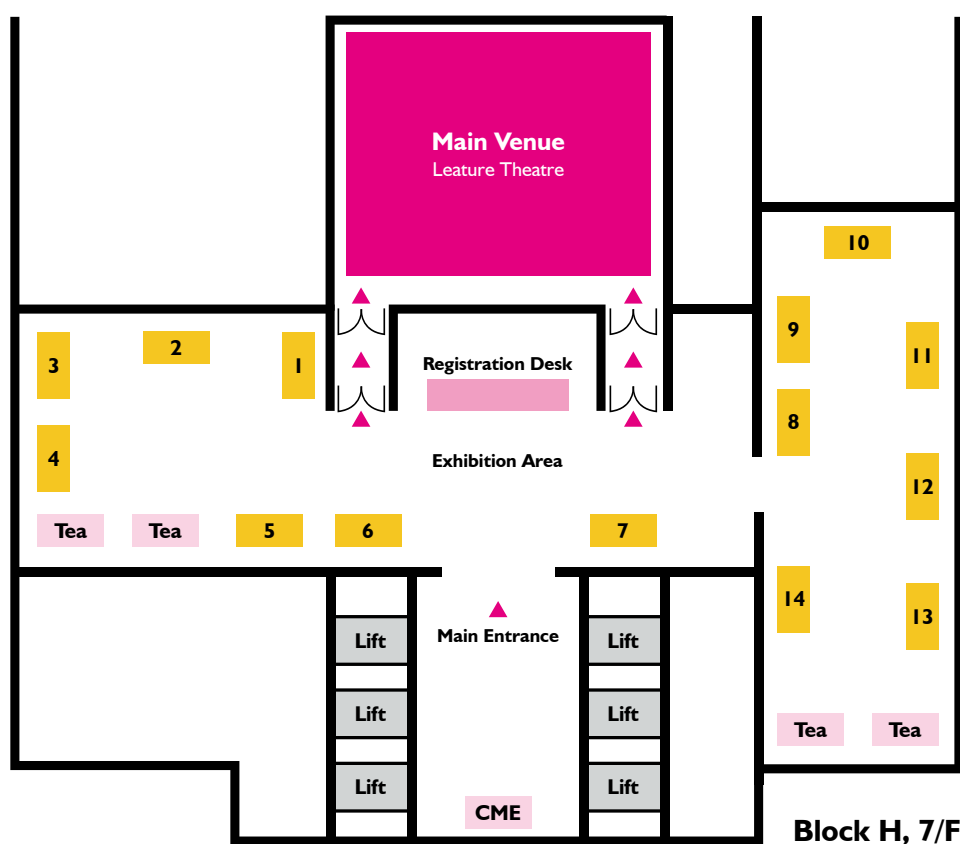 Main Venue
Leature Theatre
10
9
3
2
1
11
Registration Desk
8
4
Exhibition Area
12
Tea
Tea
5
6
7
14
13
Main Entrance
Lift
Lift
Lift
Lift
Tea
Tea
Lift
Lift
CME
Block H, 7/F